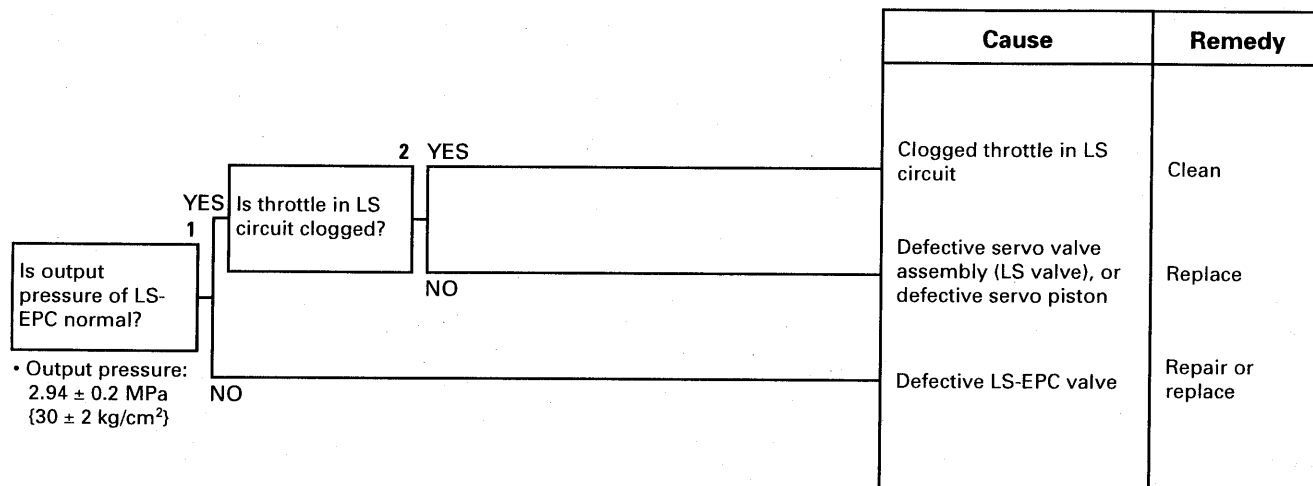 Cause
Remedy
2 YES
Clogged throttle in LS
circuit
Clean
YES
1
Is throttle in LS
circuit clogged?
Is output
pressure of LS-
EPC normal?
Defective servo valve
assembly (LS valve), or
defective servo piston
Replace
NO
• Output pressure:
2.94 ± 0.2 MPa
{30 ± 2 kg/cm²}
NO
Defective LS-EPC valve
Repair or
replace